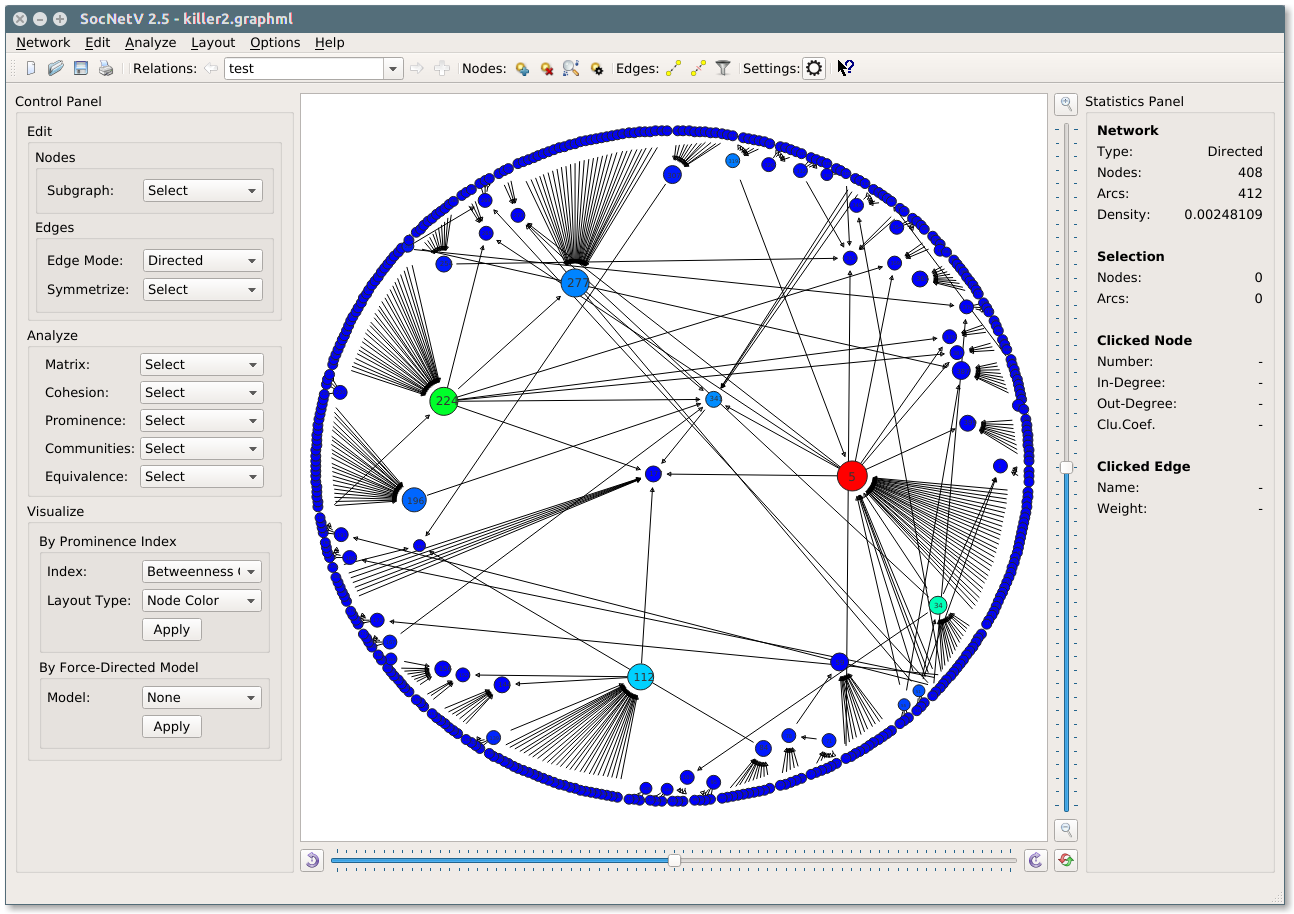 SocNetV 2.5 - killer2.graphml
Network Edit Analyze Layout Options Help
Relations: test Nodes: Edges: Settings:
Control Panel
Edit
Nodes
Subgraph: Select
Edges
Edge Mode: Directed
Symmetrize: Select
Analyze
Matrix: Select
Cohesion: Select
Prominence: Select
Communities: Select
Equivalence: Select
Visualize
By Prominence Index
Index: Betweenness
Layout Type: Node Color
Apply
By Force-Directed Model
Model: None
Apply
277
224
5
196
34
112
Statistics Panel
Network
Type: Directed
Nodes: 408
Arcs: 412
Density: 0.00248109
Selection
Nodes: 0
Arcs: 0
Clicked Node
Number: -
In-Degree: -
Out-Degree: -
Clu.Coef. -
Clicked Edge
Name: -
Weight: -